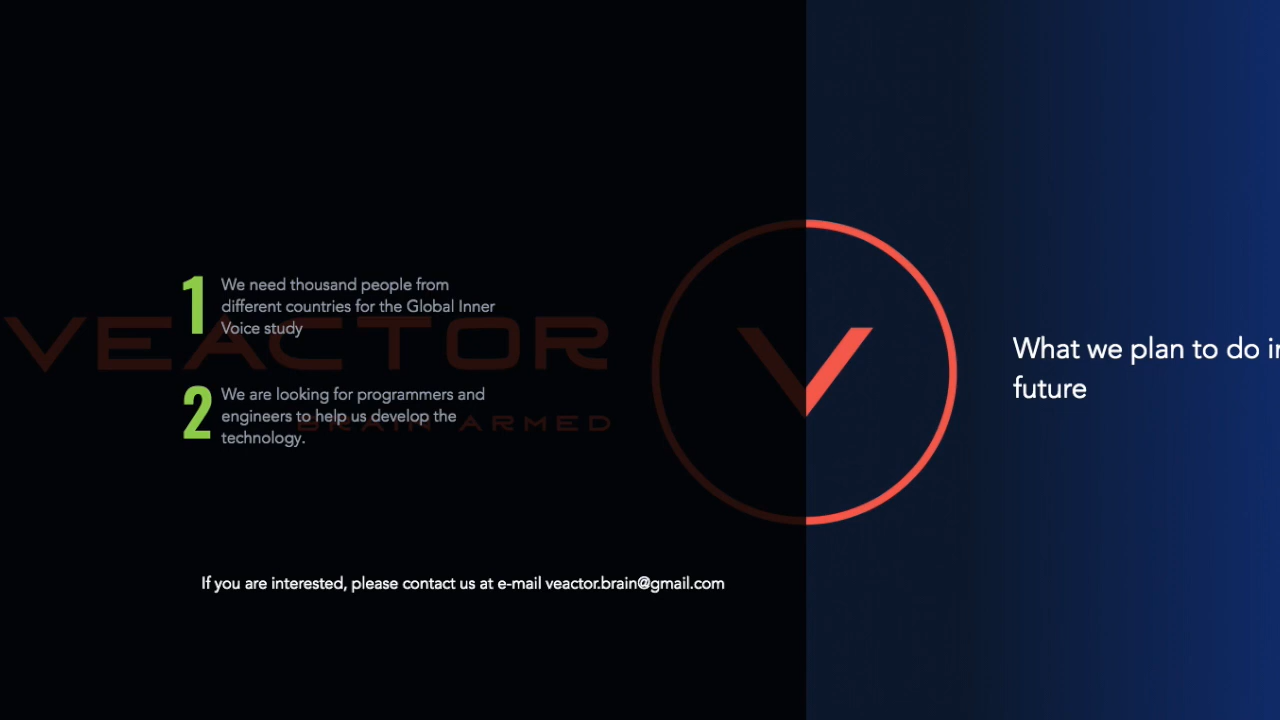 1
We need thousand people from
different countries for the Global Inner
Voice study
VEACTOR
2
We are looking for programmers and
engineers to help us develop the
technology.
BRAIN ARMED
V
What we plan to do
future
If you are interested, please contact us at e-mail veactor.brain@gmail.com